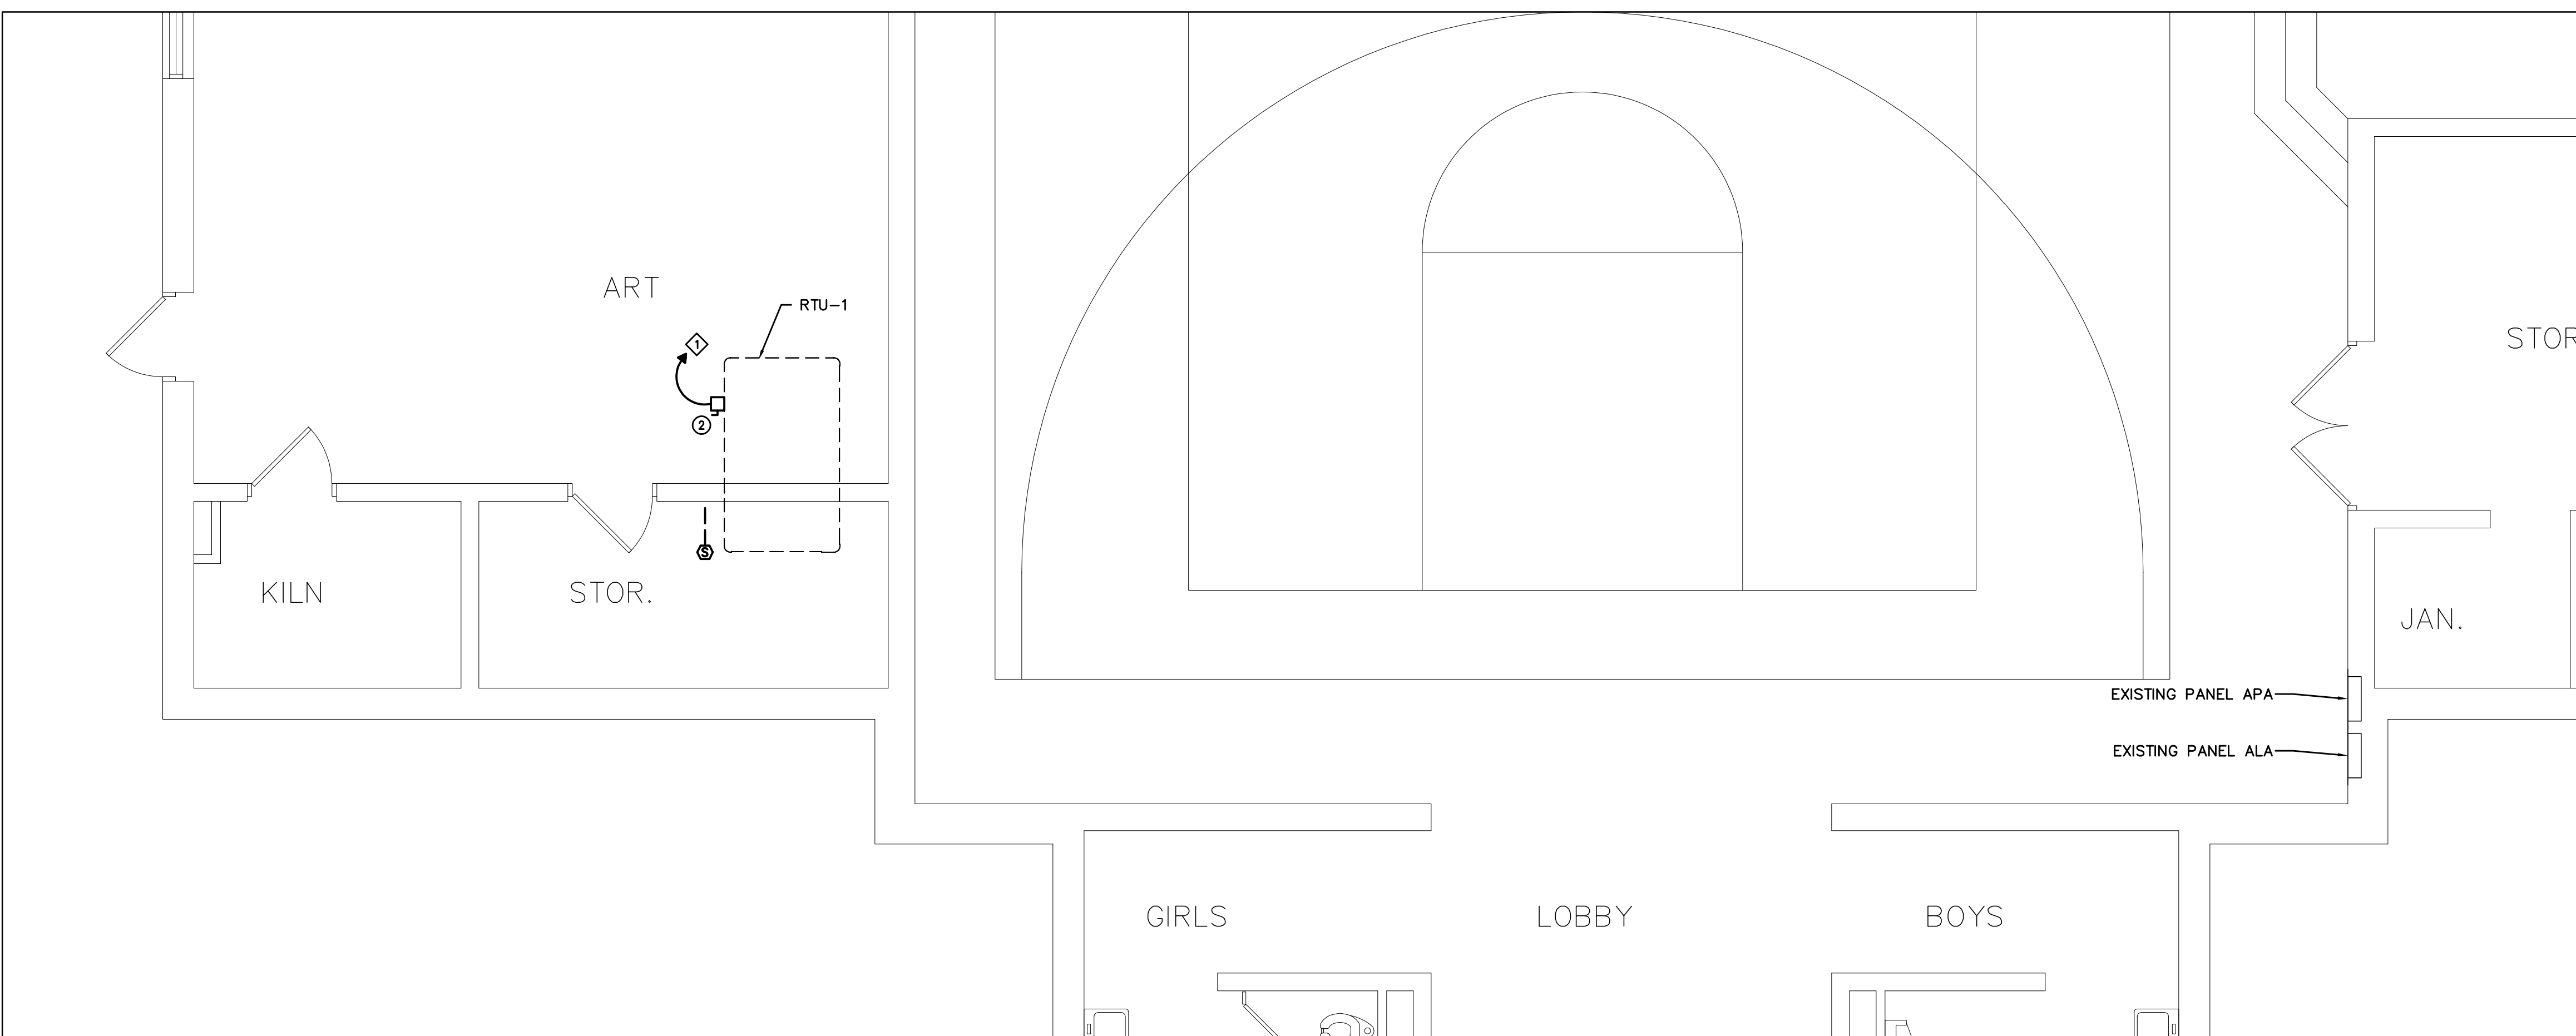 ART
RTU-1
1
2
S
KILN
STOR.
STOR
JAN.
EXISTING PANEL APA
EXISTING PANEL ALA
GIRLS
LOBBY
BOYS